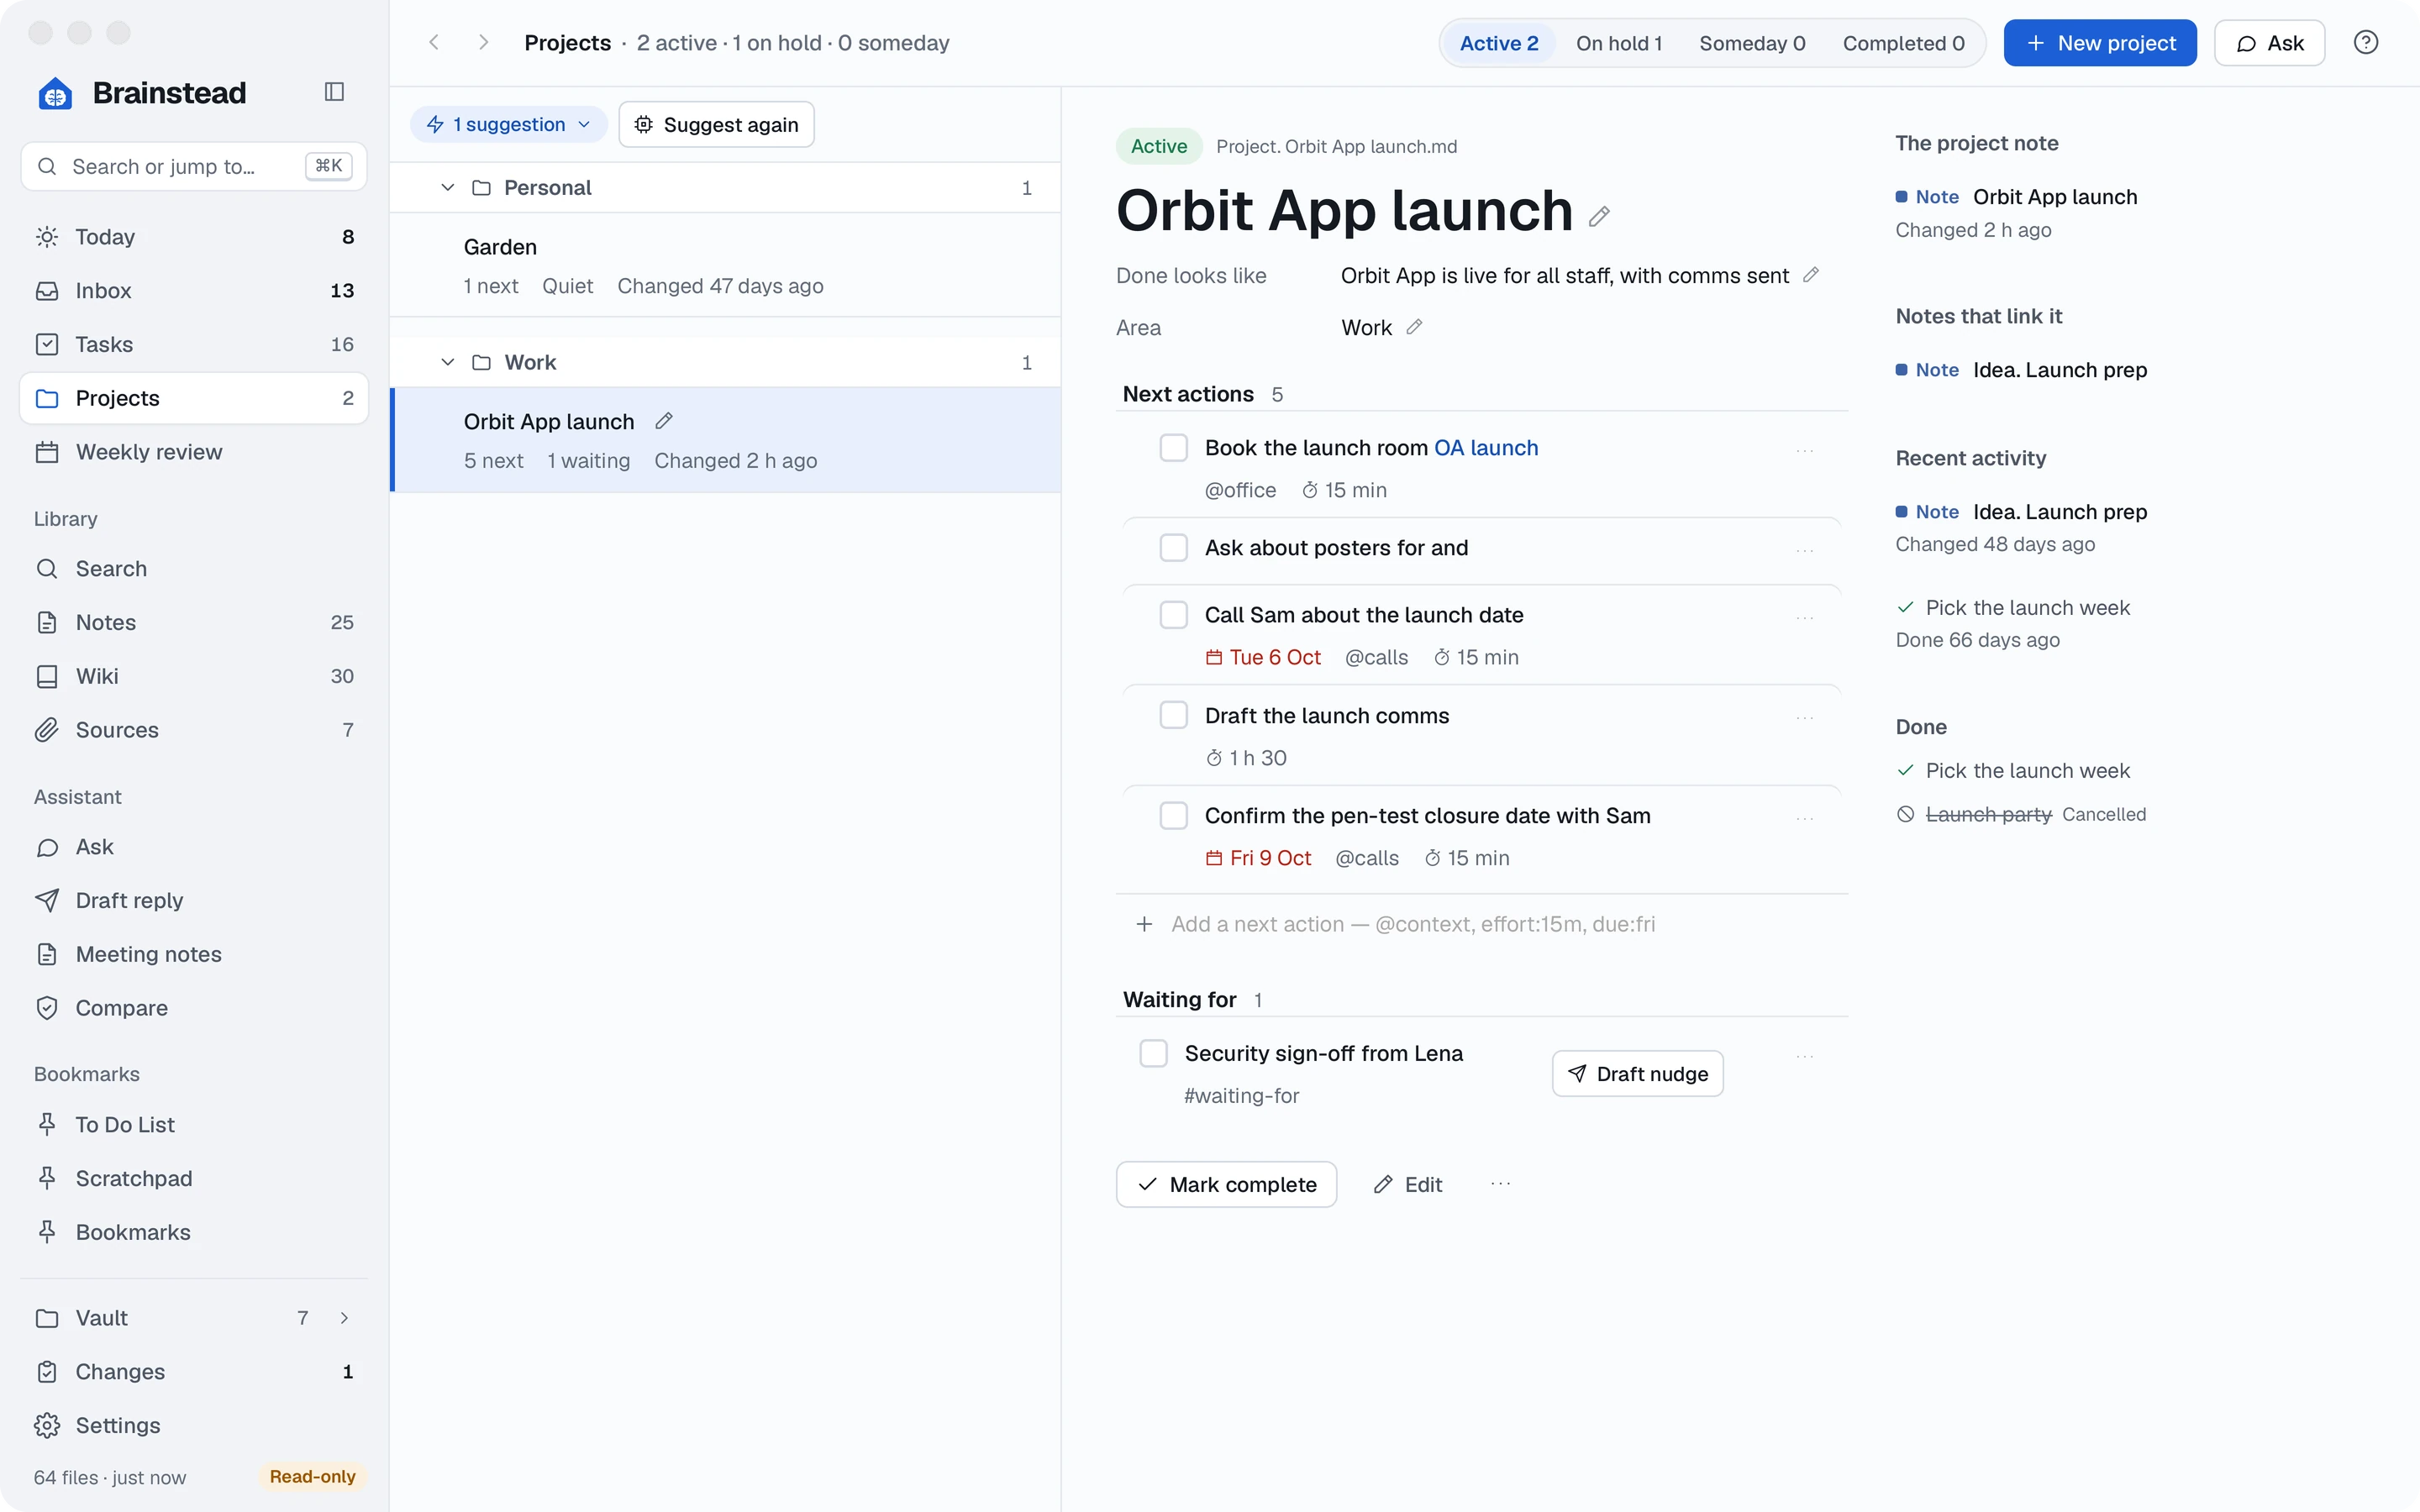 Brainstead
Search or jump to... ⌘K
Today 8
Inbox 13
Tasks 16
Projects 2
Weekly review
Library
Search
Notes 25
Wiki 30
Sources 7
Assistant
Ask
Draft reply
Meeting notes
Compare
Bookmarks
To Do List
Scratchpad
Bookmarks
Vault 7
Changes 1
Settings
64 files · just now Read-only
Projects · 2 active · 1 on hold · 0 someday
Active 2 On hold 1 Someday 0 Completed 0
+ New project
Ask
1 suggestion
Suggest again
Personal 1
Garden
1 next Quiet Changed 47 days ago
Work 1
Orbit App launch
5 next 1 waiting Changed 2 h ago
Active Project. Orbit App launch.md
Orbit App launch
Done looks like Orbit App is live for all staff, with comms sent
Area Work
Next actions 5
Book the launch room OA launch
@office 15 min
Ask about posters for and
Call Sam about the launch date
Tue 6 Oct @calls 15 min
Draft the launch comms
1 h 30
Confirm the pen-test closure date with Sam
Fri 9 Oct @calls 15 min
+ Add a next action — @context, effort:15m, due:fri
Waiting for 1
Security sign-off from Lena
#waiting-for
Draft nudge
Mark complete
Edit
The project note
Note Orbit App launch
Changed 2 h ago
Notes that link it
Note Idea. Launch prep
Recent activity
Note Idea. Launch prep
Changed 48 days ago
Pick the launch week
Done 66 days ago
Done
Pick the launch week
Launch party Cancelled